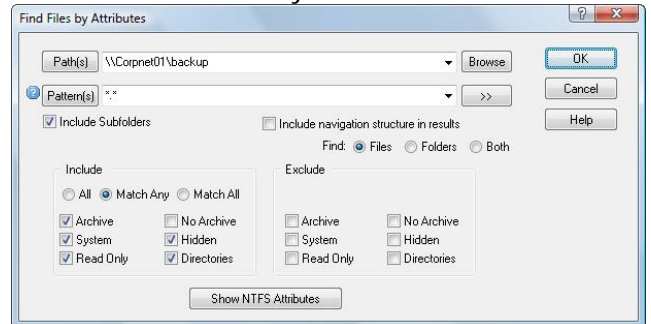 Find Files by Attributes
Path(s) \\Corpnet01\backup Browse OK
Pattern(s) *.* >> Cancel
Include Subfolders Include navigation structure in results Help
Find: Files Folders Both
Include Exclude
All Match Any Match All
Archive No Archive Archive No Archive
System Hidden System Hidden
Read Only Directories Read Only Directories
Show NTFS Attributes